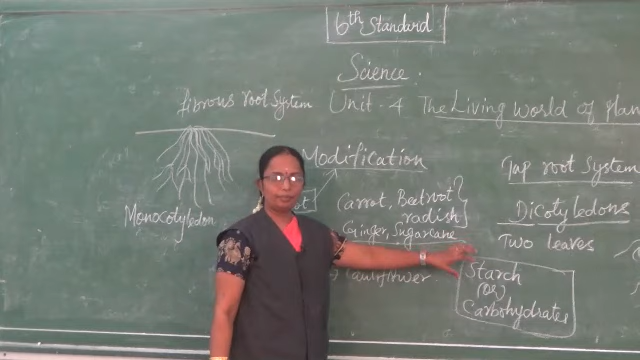 6th Standard
Science :
Fibrous root System
Unit - 4 The Living world of plan
Modification
Tap root System
ot
Carrot, Beetroot
radish
Dicotyledons
Monocotyledon
Ginger, Sugarcane
Two leaves
Cauliflower
Starch
(or)
Carbohydrates